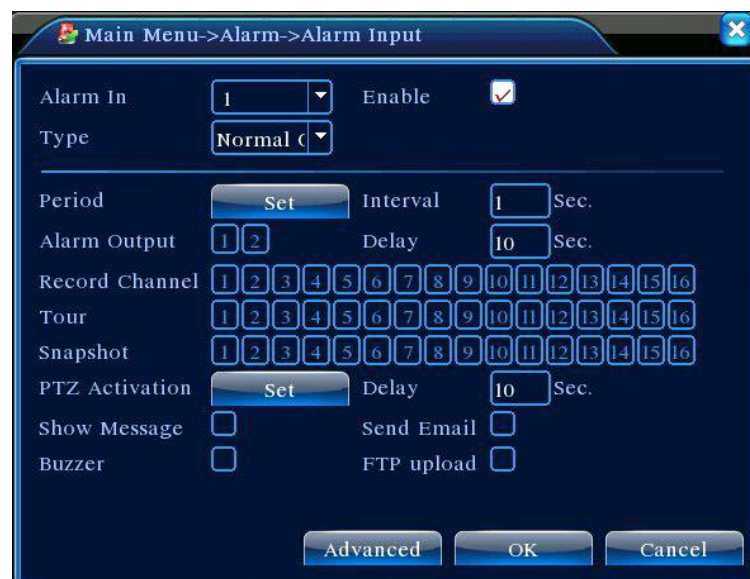 Main Menu->Alarm->Alarm Input
Alarm In 1 Enable
Type Normal
Period Set Interval 1 Sec.
Alarm Output 1 2 Delay 10 Sec.
Record Channel 1 2 3 4 5 6 7 8 9 10 11 12 13 14 15 16
Tour 1 2 3 4 5 6 7 8 9 10 11 12 13 14 15 16
Snapshot 1 2 3 4 5 6 7 8 9 10 11 12 13 14 15 16
PTZ Activation Set Delay 10 Sec.
Show Message Send Email
Buzzer FTP upload
Advanced OK Cancel